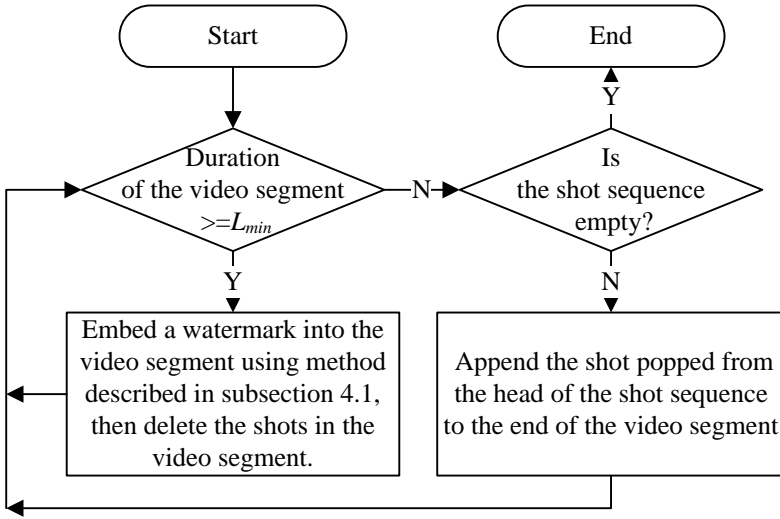 Start
End
Duration
of the video segment
>=Lmin
N
Is
the shot sequence
empty?
Y
Y
N
Embed a watermark into the
video segment using method
described in subsection 4.1,
then delete the shots in the
video segment.
Append the shot popped from
the head of the shot sequence
to the end of the video segment